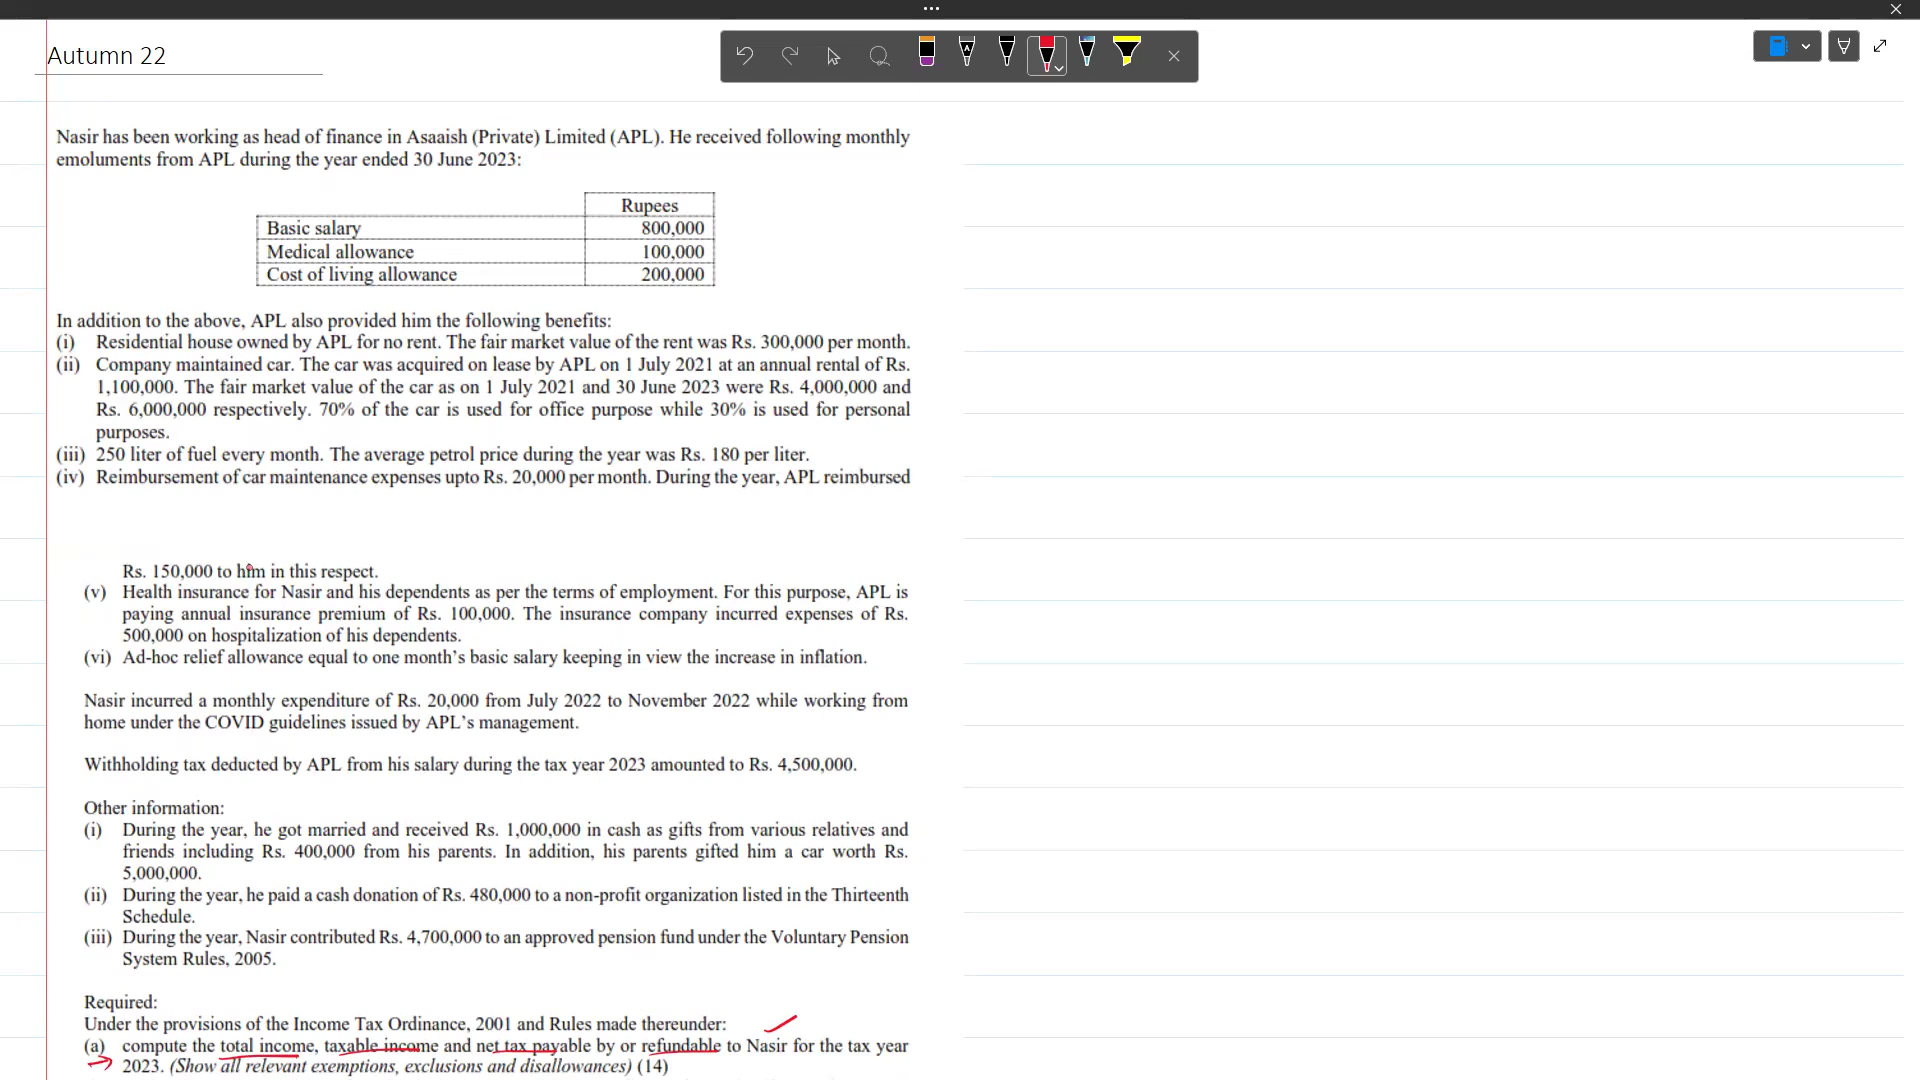 Autumn 22
Nasir has been working as head of finance in Asaaish (Private) Limited (APL). He received following monthly
emoluments from APL during the year ended 30 June 2023:
Rupees
Basic salary 800,000
Medical allowance 100,000
Cost of living allowance 200,000
In addition to the above, APL also provided him the following benefits:
(i) Residential house owned by APL for no rent. The fair market value of the rent was Rs. 300,000 per month.
(ii) Company maintained car. The car was acquired on lease by APL on 1 July 2021 at an annual rental of Rs.
1,100,000. The fair market value of the car as on 1 July 2021 and 30 June 2023 were Rs. 4,000,000 and
Rs. 6,000,000 respectively. 70% of the car is used for office purpose while 30% is used for personal
purposes.
(iii) 250 liter of fuel every month. The average petrol price during the year was Rs. 180 per liter.
(iv) Reimbursement of car maintenance expenses upto Rs. 20,000 per month. During the year, APL reimbursed
Rs. 150,000 to him in this respect.
(v) Health insurance for Nasir and his dependents as per the terms of employment. For this purpose, APL is
paying annual insurance premium of Rs. 100,000. The insurance company incurred expenses of Rs.
500,000 on hospitalization of his dependents.
(vi) Ad-hoc relief allowance equal to one month's basic salary keeping in view the increase in inflation.
Nasir incurred a monthly expenditure of Rs. 20,000 from July 2022 to November 2022 while working from
home under the COVID guidelines issued by APL's management.
Withholding tax deducted by APL from his salary during the tax year 2023 amounted to Rs. 4,500,000.
Other information:
(i) During the year, he got married and received Rs. 1,000,000 in cash as gifts from various relatives and
friends including Rs. 400,000 from his parents. In addition, his parents gifted him a car worth Rs.
5,000,000.
(ii) During the year, he paid a cash donation of Rs. 480,000 to a non-profit organization listed in the Thirteenth
Schedule.
(iii) During the year, Nasir contributed Rs. 4,700,000 to an approved pension fund under the Voluntary Pension
System Rules, 2005.
Required:
Under the provisions of the Income Tax Ordinance, 2001 and Rules made thereunder:
(a) compute the total income, taxable income and net tax payable by or refundable to Nasir for the tax year
2023. (Show all relevant exemptions, exclusions and disallowances) (14)